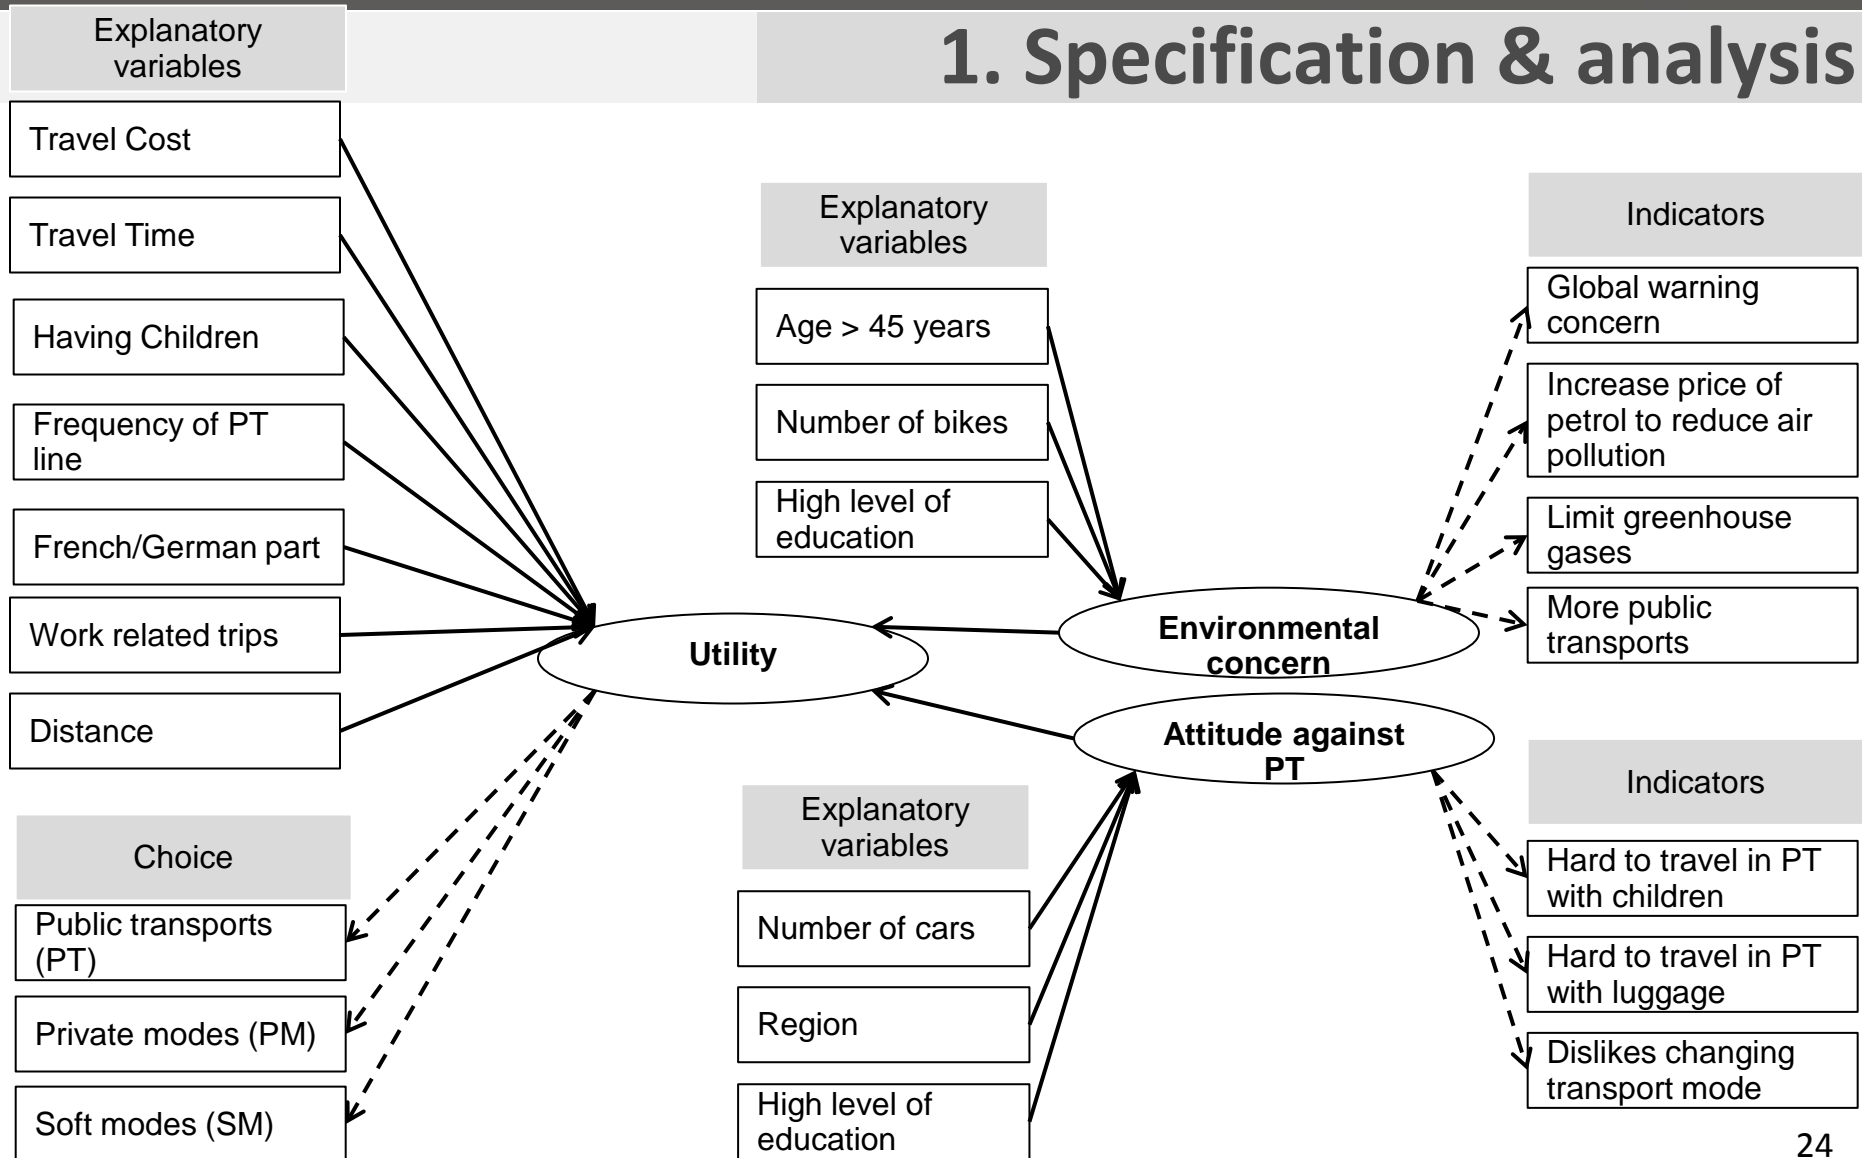 1. Specification & analysis
Explanatory
variables
Travel Cost
Travel Time
Having Children
Frequency of PT
line
French/German part
Work related trips
Distance
Choice
Public transports
(PT)
Private modes (PM)
Soft modes (SM)
Utility
Explanatory
variables
Age > 45 years
Number of bikes
High level of
education
Environmental
concern
Attitude against
PT
Explanatory
variables
Number of cars
Region
High level of
education
Indicators
Global warning
concern
Increase price of
petrol to reduce air
pollution
Limit greenhouse
gases
More public
transports
Indicators
Hard to travel in PT
with children
Hard to travel in PT
with luggage
Dislikes changing
transport mode
24